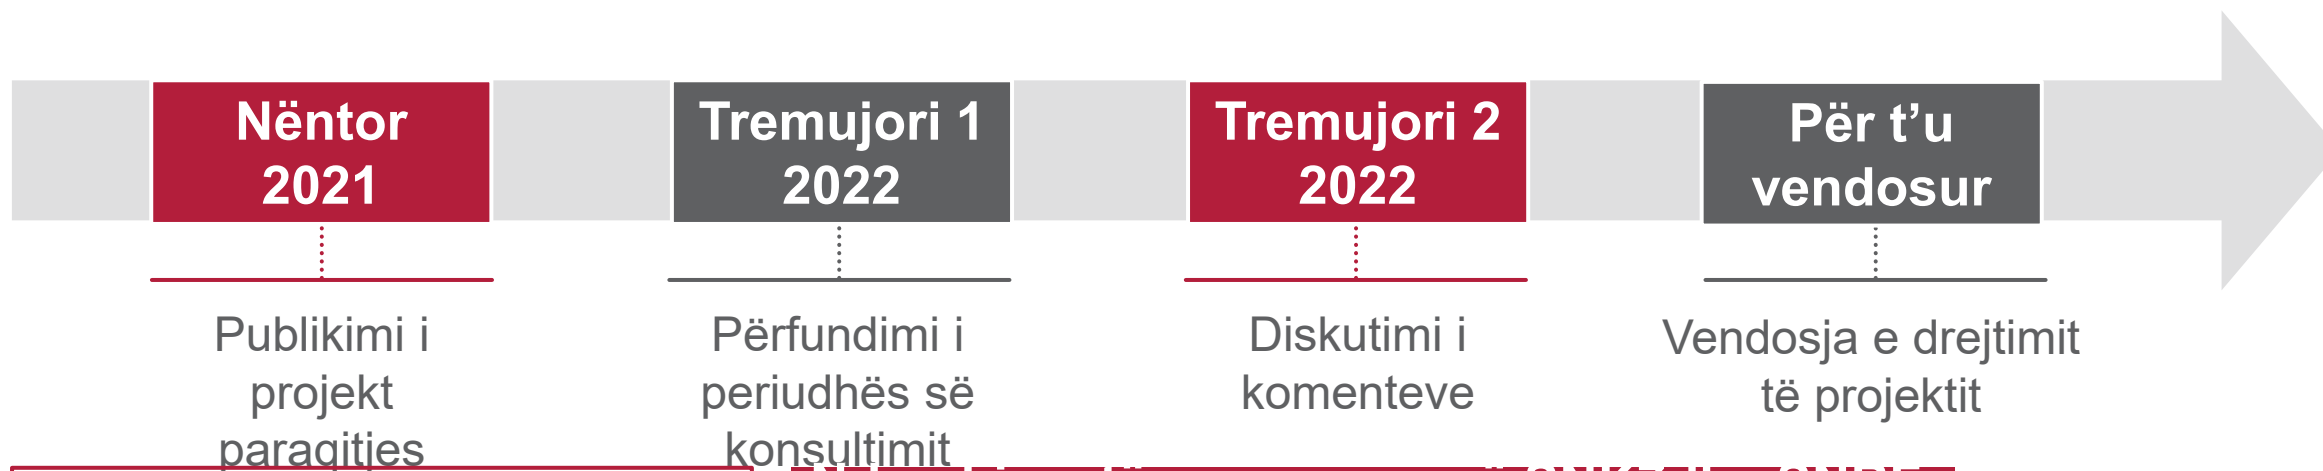 Nëntor
2021
Tremujori 1
2022
Tremujori 2
2022
Për t’u
vendosur
Publikimi i
projekt
paraqitjes
Përfundimi i
periudhës së
konsultimit
Diskutimi i
komenteve
Vendosja e drejtimit
të projektit